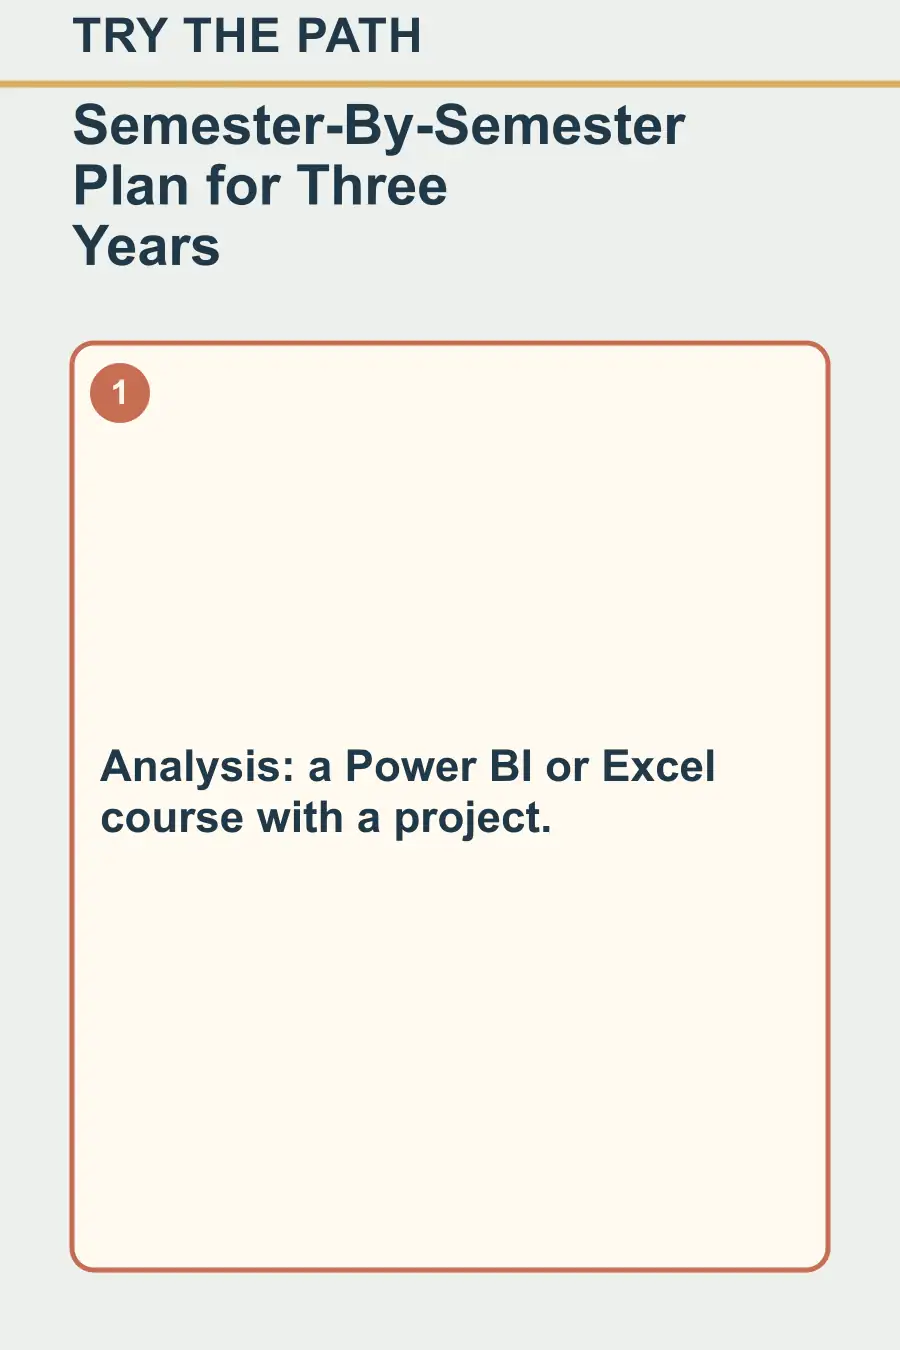 TRY THE PATH
Semester-By-Semester
Plan for Three
Years
1
Analysis: a Power BI or Excel
course with a project.